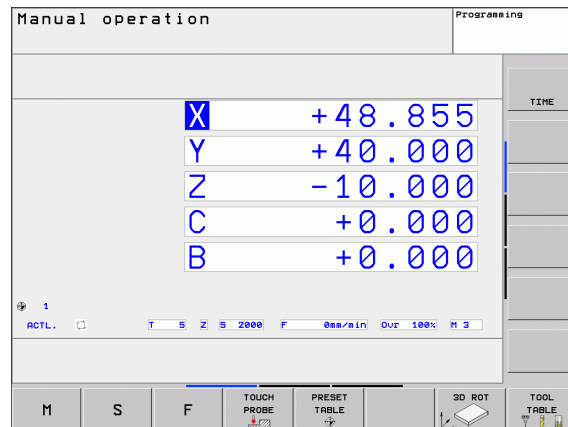 Manual operation
Programming
TIME
X +48.855
Y +40.000
Z -10.000
C +0.000
B +0.000
1
ACTL. T 5 Z S 2000 F 0mm/min Ovr 100% M 3
M
S
F
TOUCH
PROBE
PRESET
TABLE
3D ROT
TOOL
TABLE